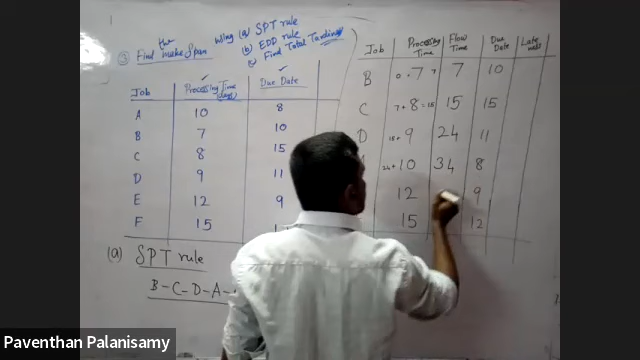 ③ Find the make span using (a) SPT rule
(b) EDD rule
(c) Find Total Tardiness
Job Processing Time (days) Due Date
A 10 8
B 7 10
C 8 15
D 9 11
E 12 9
F 15
(a) SPT rule
B-C-D-A-
Job Processing Time Flow Time Due Date Late ness
B 0+7 7 7 10
C 7+8=15 15 15
D 15+9 24 11
24+10 34 8
12 9
15 12
Paventhan Palanisamy